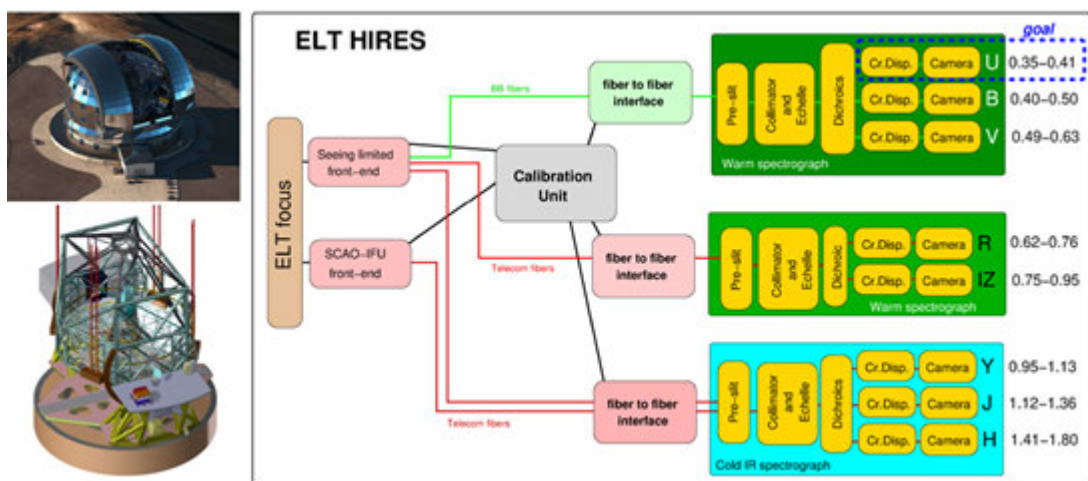 ELT HIRES
goal
ELT focus
Seeing limited
front-end
SCAO-IFU
front-end
BB fibers
Telecom fibers
Telecom fibers
Calibration
Unit
fiber to fiber
interface
fiber to fiber
interface
fiber to fiber
interface
Pre-slit
Collimator
and
Echelle
Dichroics
Cr.Disp.
Camera
U
0.35-0.41
Cr.Disp.
Camera
B
0.40-0.50
Cr.Disp.
Camera
V
0.49-0.63
Warm spectrograph
Pre-slit
Collimator
and
Echelle
Dichroic
Cr.Disp.
Camera
R
0.62-0.76
Cr.Disp.
Camera
IZ
0.75-0.95
Warm spectrograph
Pre-slit
Collimator
and
Echelle
Dichroics
Cr.Disp.
Camera
Y
0.95-1.13
Cr.Disp.
Camera
J
1.12-1.36
Cr.Disp.
Camera
H
1.41-1.80
Cold IR spectrograph